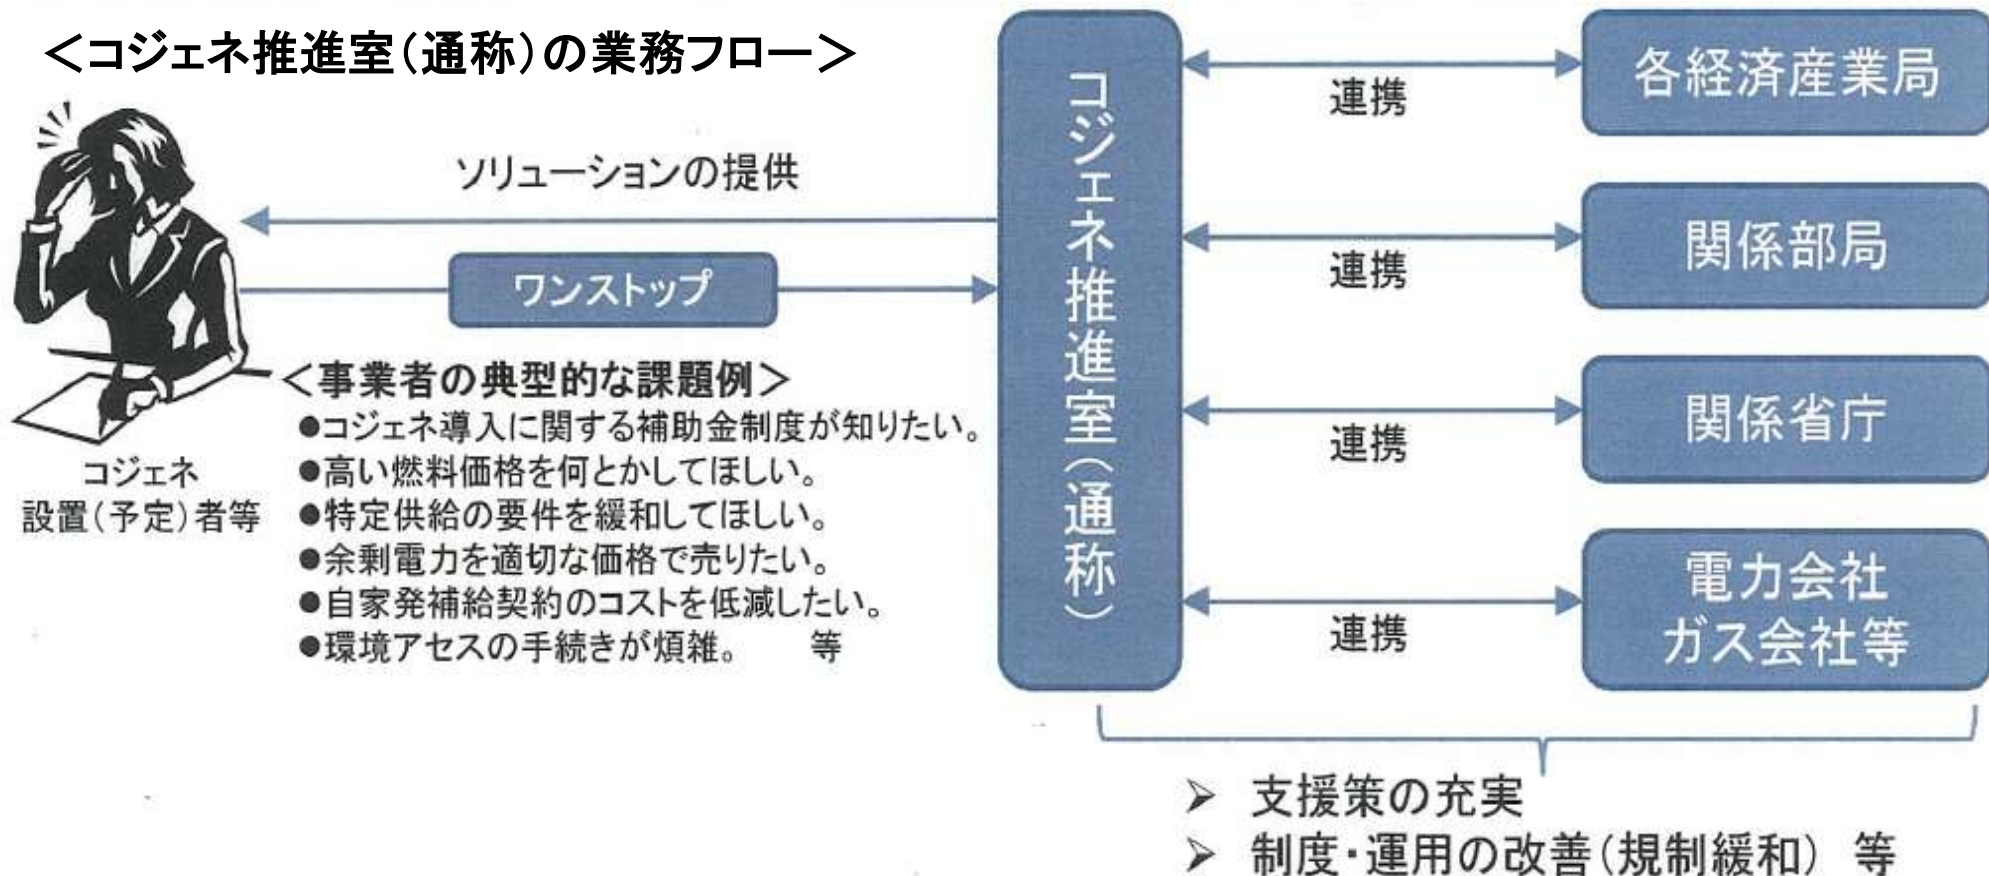 ＜コジェネ推進室（通称）の業務フロー＞
ソリューションの提供
ワンストップ
＜事業者の典型的な課題例＞
●コジェネ導入に関する補助金制度が知りたい。
●高い燃料価格を何とかしてほしい。
●特定供給の要件を緩和してほしい。
●余剰電力を適切な価格で売りたい。
●自家発補給契約のコストを低減したい。
●環境アセスの手続きが煩雑。　　等
コジェネ
設置（予定）者等
コジェネ推進室（通称）
連携
各経済産業局
連携
関係部局
連携
関係省庁
連携
電力会社
ガス会社等
➢ 支援策の充実
➢ 制度・運用の改善（規制緩和） 等